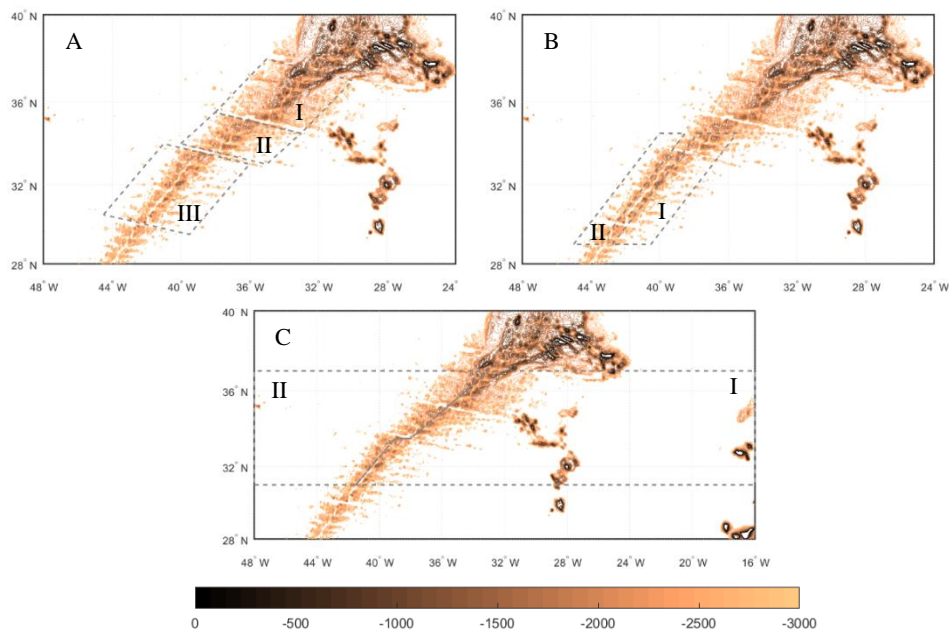 A
B
40° N
36° N
32° N
28° N
I
II
III
48° W
44° W
40° W
36° W
32° W
28° W
24°
40° N
36° N
32° N
28° N
I
II
48° W
44° W
40° W
36° W
32° W
28° W
24° W
C
40° N
36° N
32° N
28° N
II
I
48° W
44° W
40° W
36° W
32° W
28° W
24° W
20° W
16° W
0 -500 -1000 -1500 -2000 -2500 -3000